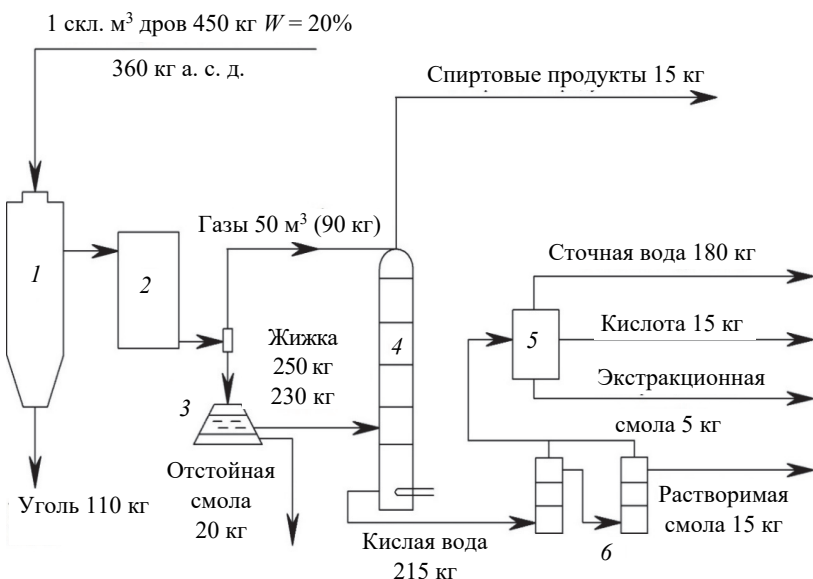 1 скл. м³ дров 450 кг W = 20%
360 кг а. с. д.
Спиртовые продукты 15 кг
Газы 50 м³ (90 кг)
Сточная вода 180 кг
1
2
Жижка
250 кг
230 кг
4
5
Кислота 15 кг
Экстракционная
смола 5 кг
3
Отстойная
смола
20 кг
Уголь 110 кг
Кислая вода
215 кг
6
Растворимая
смола 15 кг